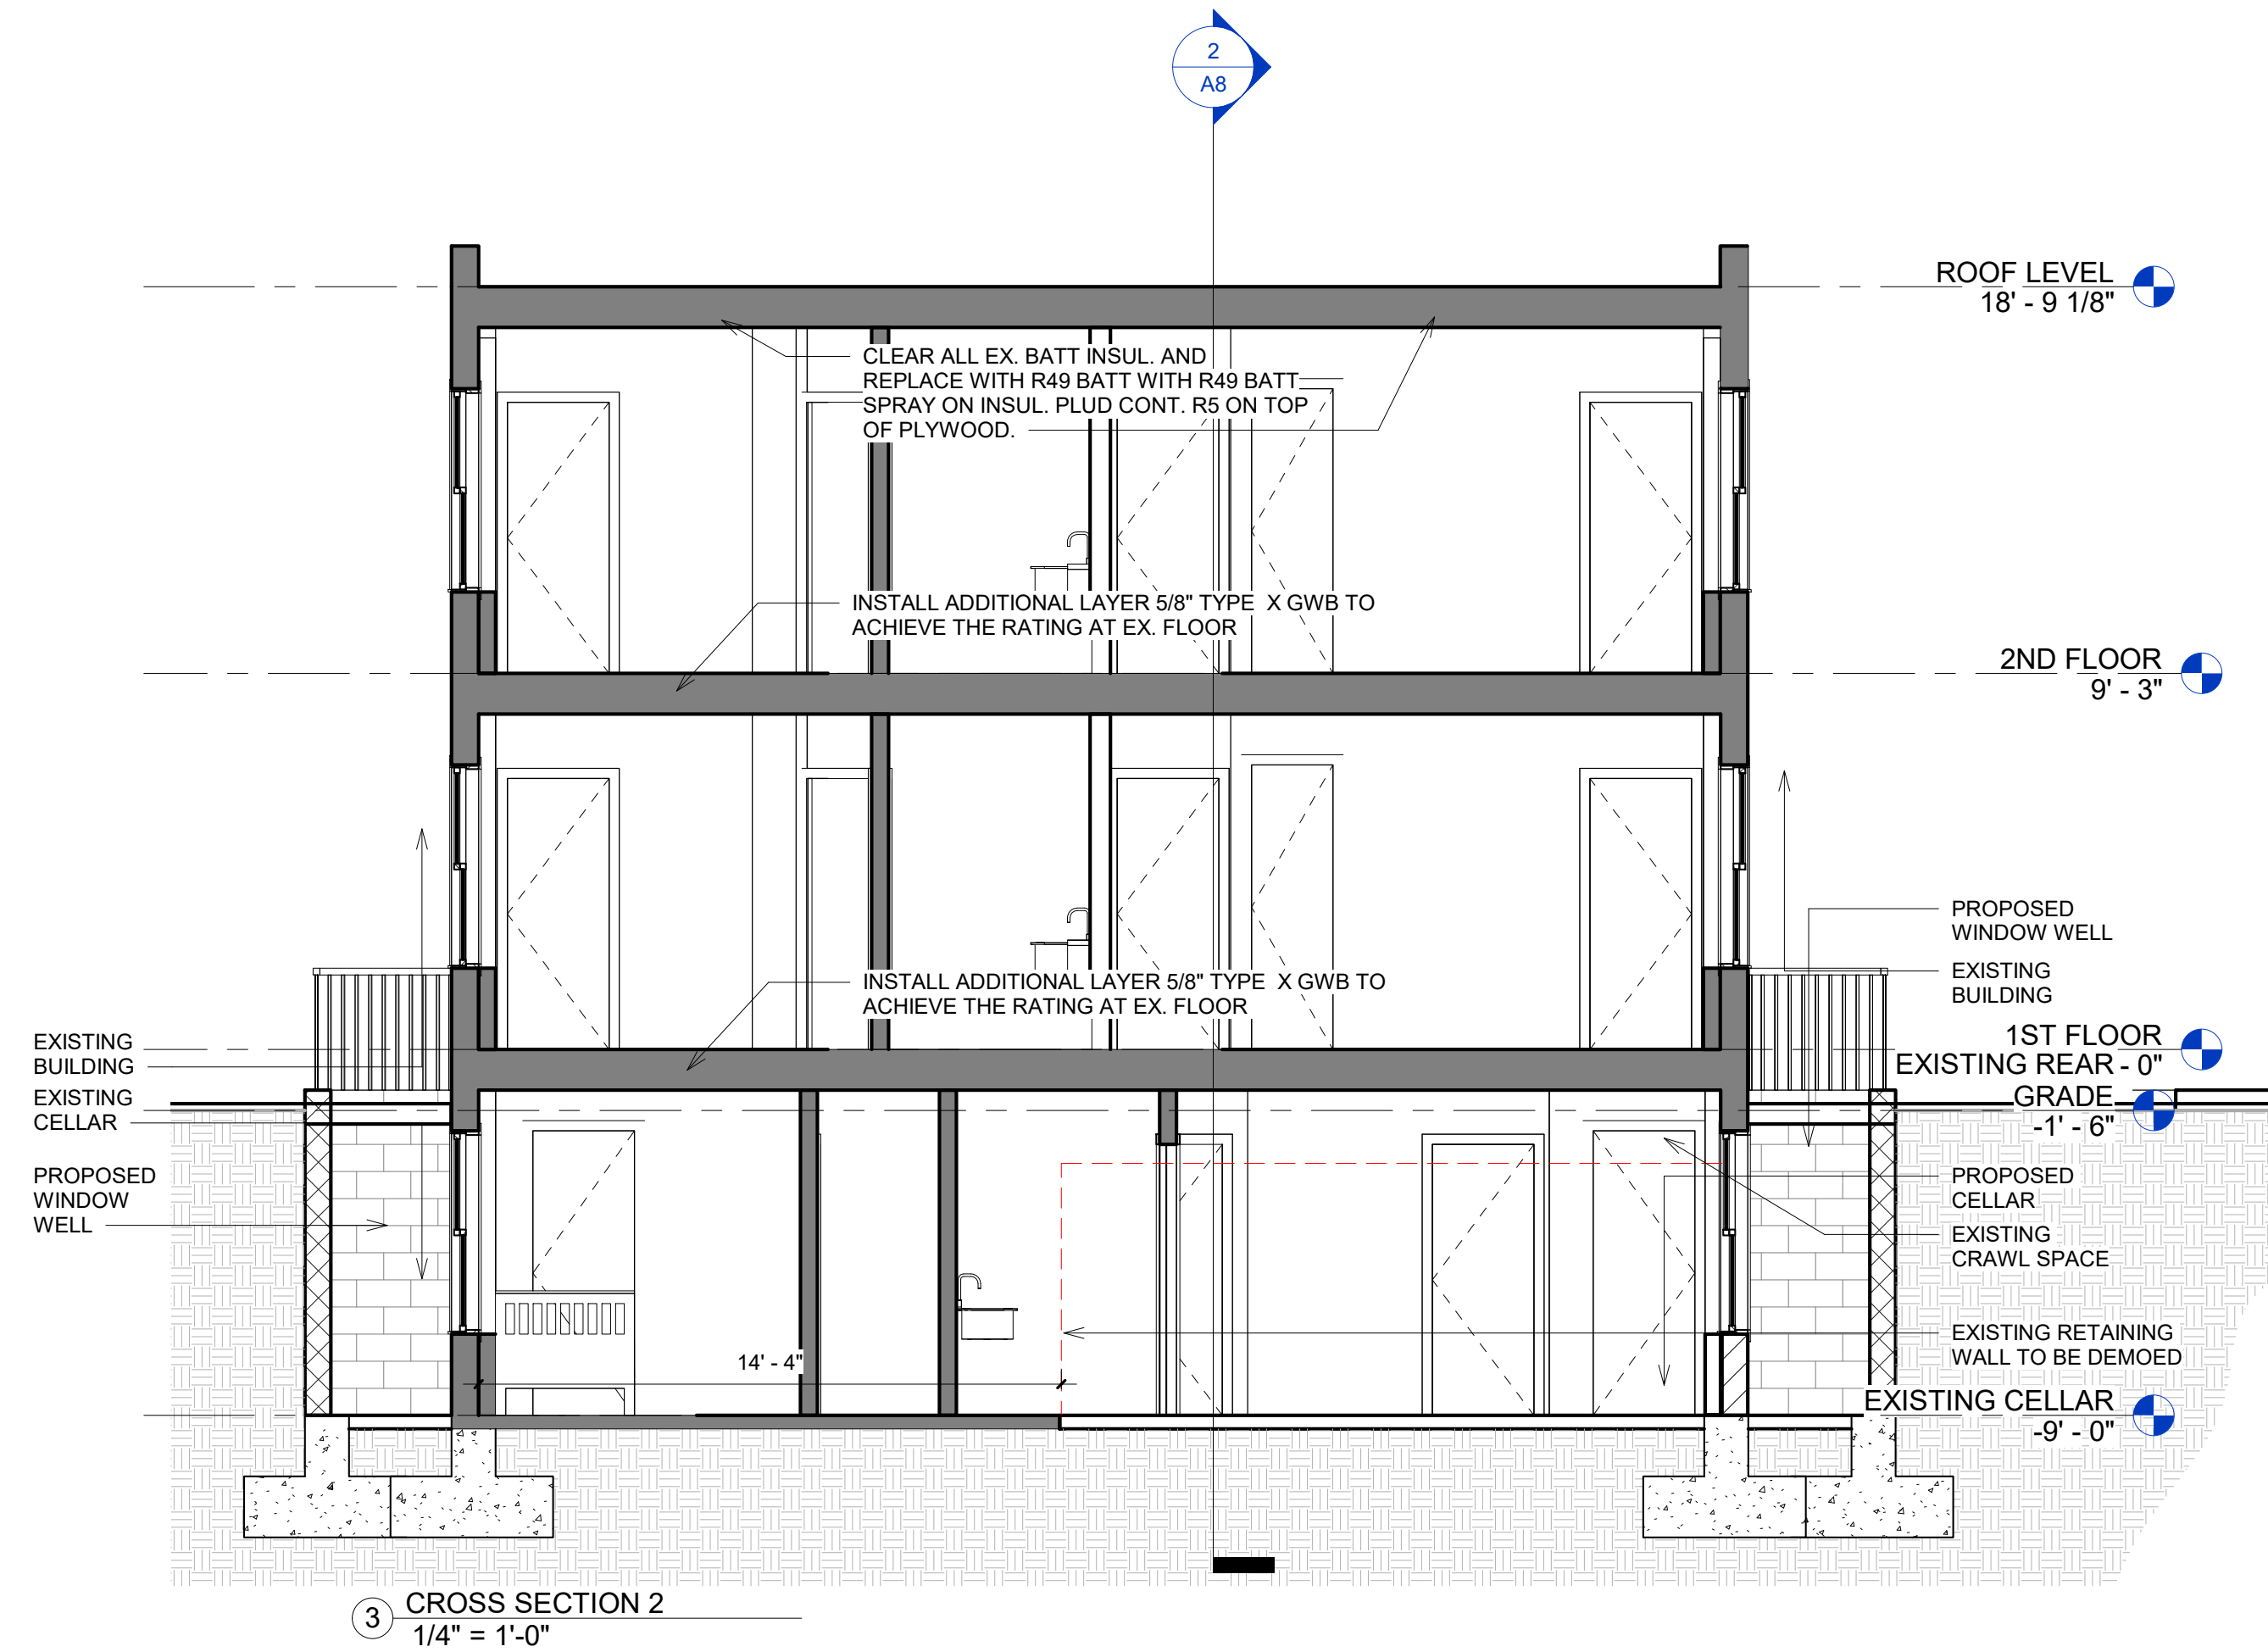 2
A8
ROOF LEVEL
18' - 9 1/8"
CLEAR ALL EX. BATT INSUL. AND
REPLACE WITH R49 BATT WITH R49 BATT
SPRAY ON INSUL. PLUD CONT. R5 ON TOP
OF PLYWOOD.
INSTALL ADDITIONAL LAYER 5/8" TYPE X GWB TO
ACHIEVE THE RATING AT EX. FLOOR
2ND FLOOR
9' - 3"
PROPOSED
WINDOW WELL
EXISTING
BUILDING
INSTALL ADDITIONAL LAYER 5/8" TYPE X GWB TO
ACHIEVE THE RATING AT EX. FLOOR
EXISTING
BUILDING
EXISTING
CELLAR
PROPOSED
WINDOW
WELL
1ST FLOOR
EXISTING REAR - 0"
GRADE
-1' - 6"
PROPOSED
CELLAR
EXISTING
CRAWL SPACE
EXISTING RETAINING
WALL TO BE DEMOED
14' - 4"
EXISTING CELLAR
-9' - 0"
3
CROSS SECTION 2
1/4" = 1'-0"